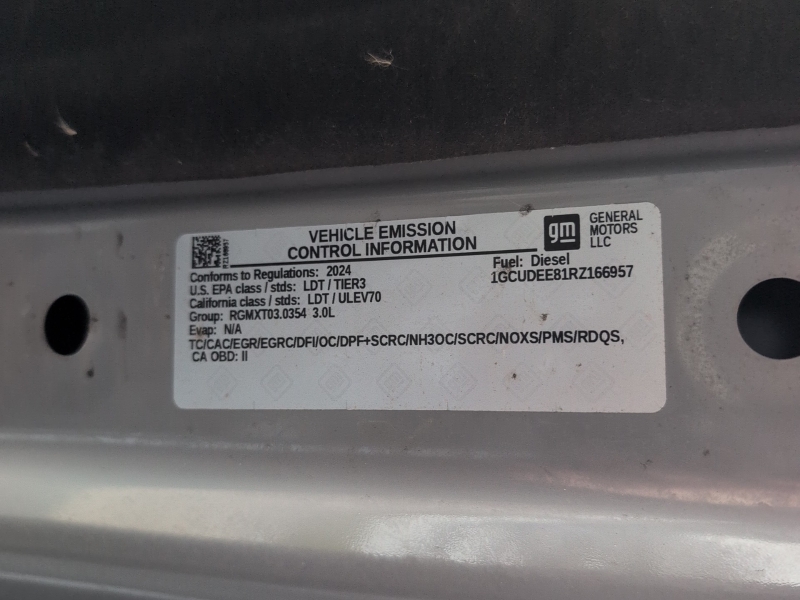 VEHICLE EMISSION
CONTROL INFORMATION
gm
GENERAL
MOTORS
LLC
RZ166957
Conforms to Regulations: 2024
U.S. EPA class / stds: LDT / TIER3
California class / stds: LDT / ULEV70
Group: RGMXT03.0354 3.0L
Evap: N/A
Fuel: Diesel
1GCUDEE81RZ166957
TC/CAC/EGR/EGRC/DFI/OC/DPF+SCRC/NH3OC/SCRC/NOXS/PMS/RDQS,
CA OBD: II